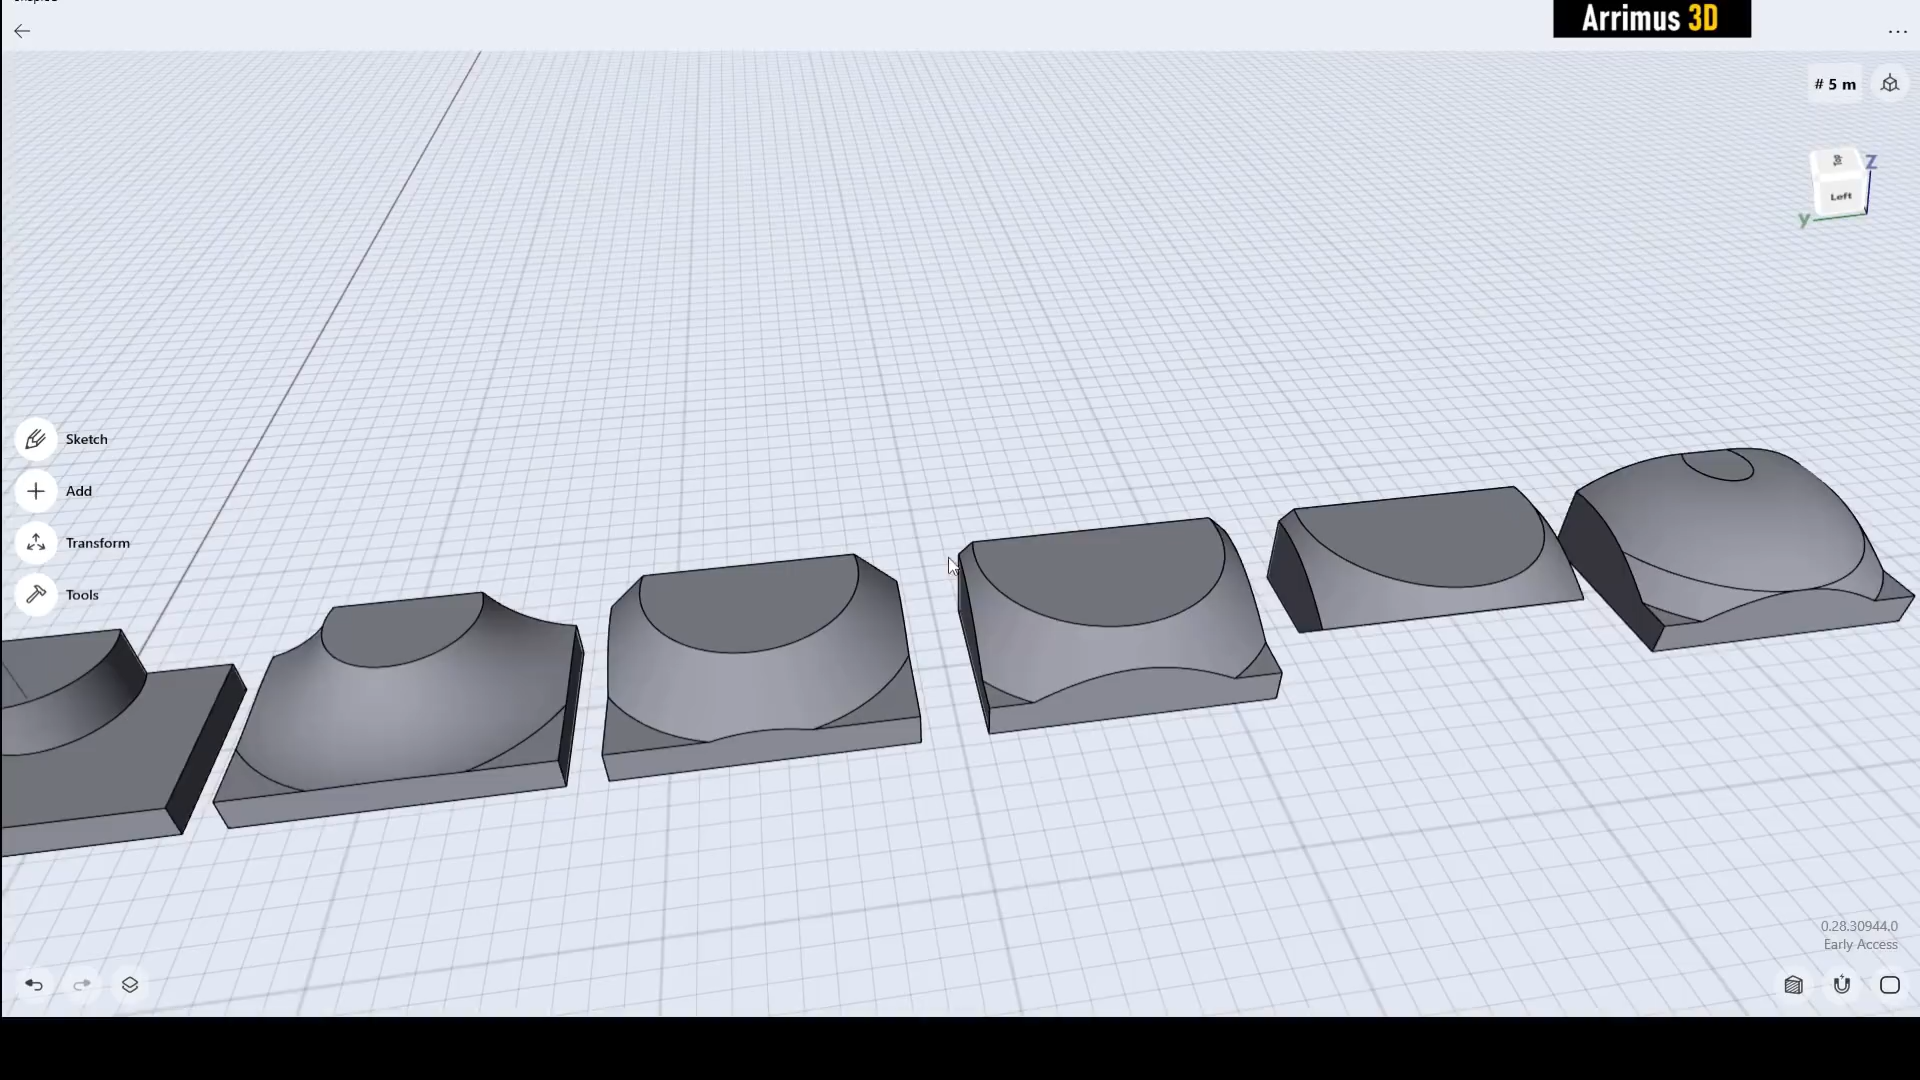 Arrimus 3D
# 5 m
Z
Left
Y
Sketch
Add
Transform
Tools
0.28.30944.0
Early Access